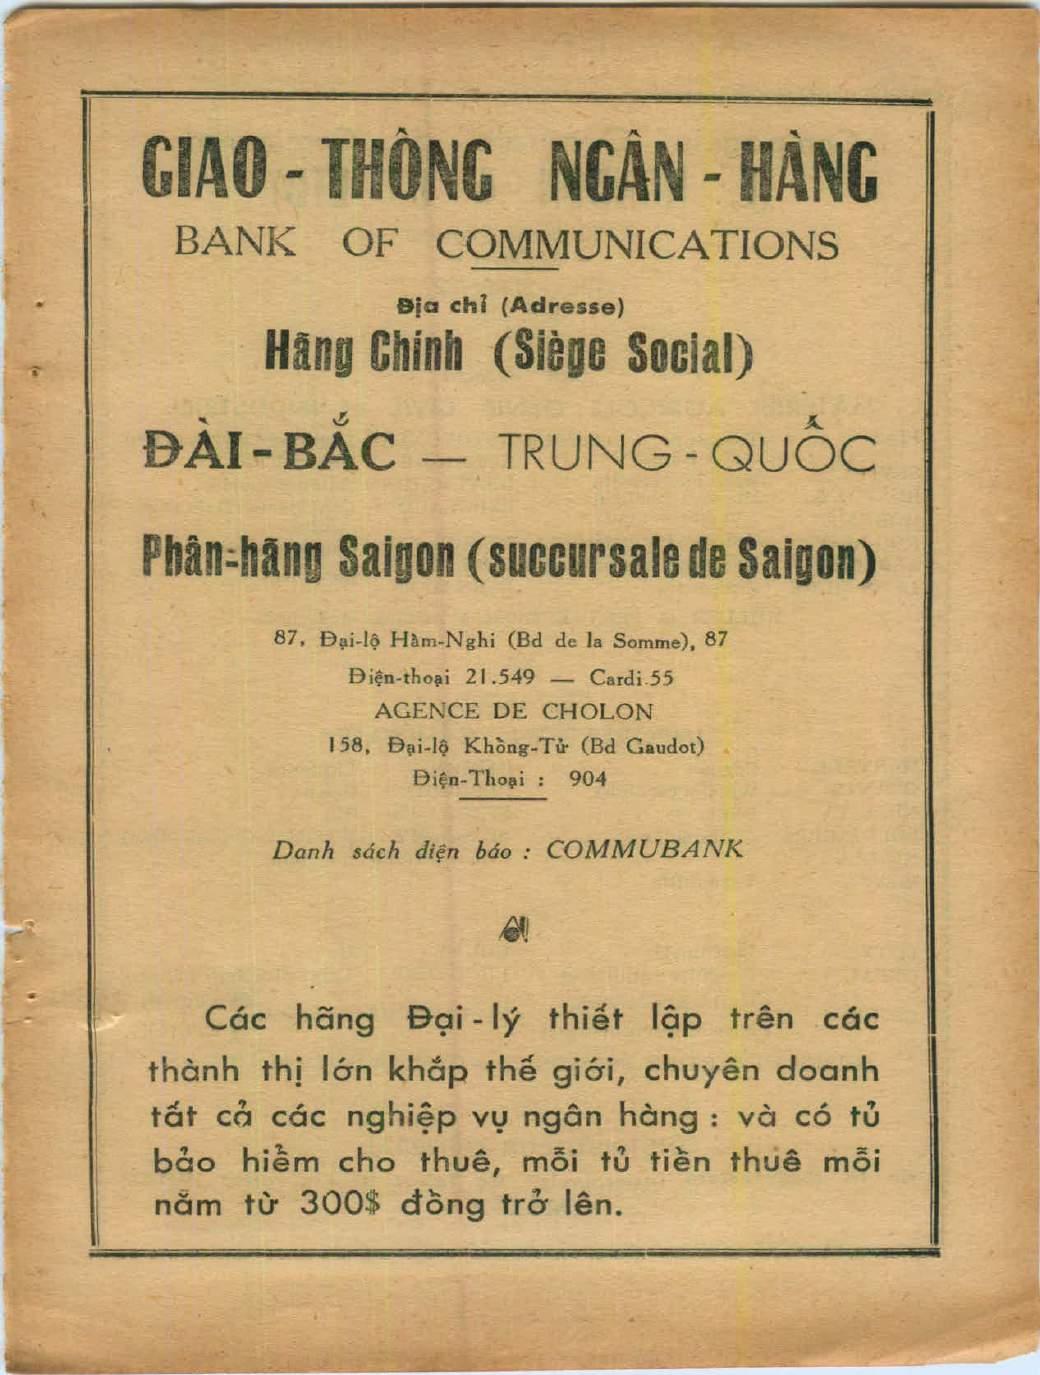 GIAO - THÔNG NGÂN - HÀNG
BANK OF COMMUNICATIONS
Địa chỉ (Adresse)
Hãng Chính (Siège Social)
ĐÀI - BẮC — TRUNG - QUỐC
Phân-hãng Saigon (succursale de Saigon)
87, Đại-lộ Hàm-Nghi (Bd de la Somme), 87
Điện-thoại 21.549 — Cardi.55
AGENCE DE CHOLON
158, Đại-lộ Khổng-Tử (Bd Gaudot)
Điện-Thoại : 904
Danh sách điện báo : COMMUBANK
Các hãng Đại - lý thiết lập trên các
thành thị lớn khắp thế giới, chuyên doanh
tất cả các nghiệp vụ ngân hàng : và có tủ
bảo hiểm cho thuê, mỗi tủ tiền thuê mỗi
năm từ 300$ đồng trở lên.